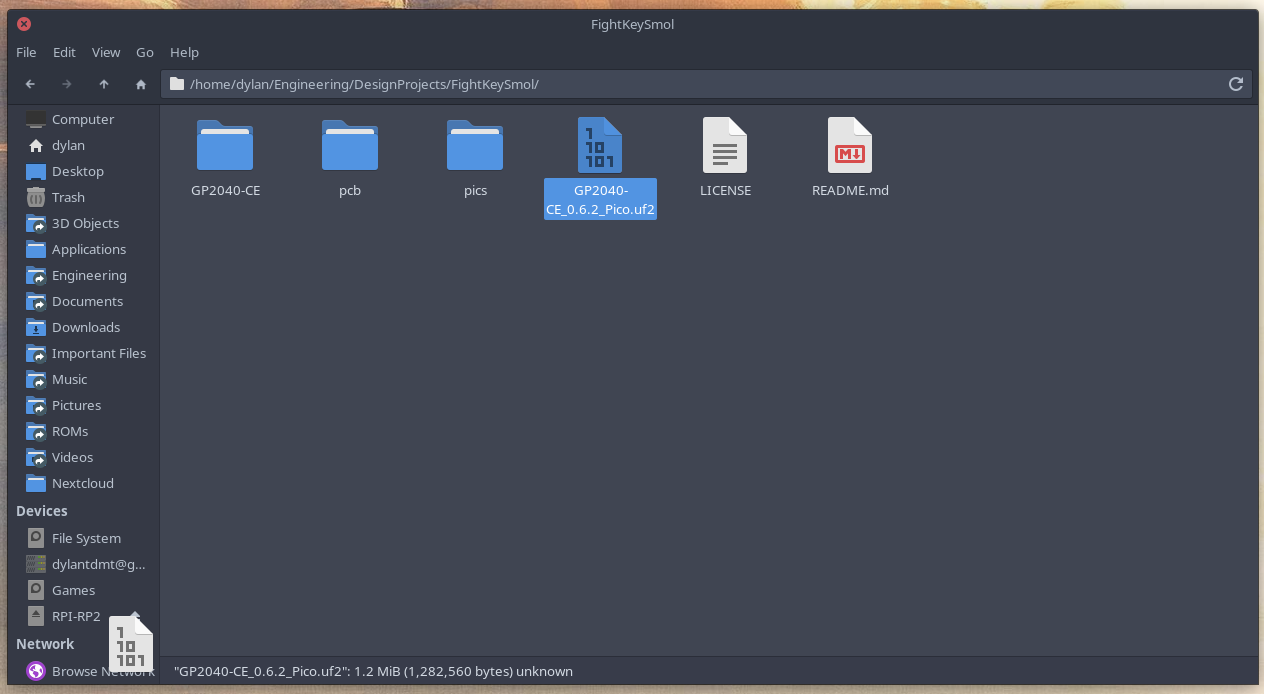 FightKeySmol
File Edit View Go Help
/home/dylan/Engineering/DesignProjects/FightKeySmol/
Computer
dylan
Desktop
Trash
3D Objects
Applications
Engineering
Documents
Downloads
Important Files
Music
Pictures
ROMs
Videos
Nextcloud
Devices
File System
dylantdmt@g...
Games
RPI-RP2
Network
Browse Network
GP2040-CE
pcb
pics
1
10
101
GP2040-
CE_0.6.2_Pico.uf2
LICENSE
M
README.md
1
10
101
"GP2040-CE_0.6.2_Pico.uf2": 1.2 MiB (1,282,560 bytes) unknown